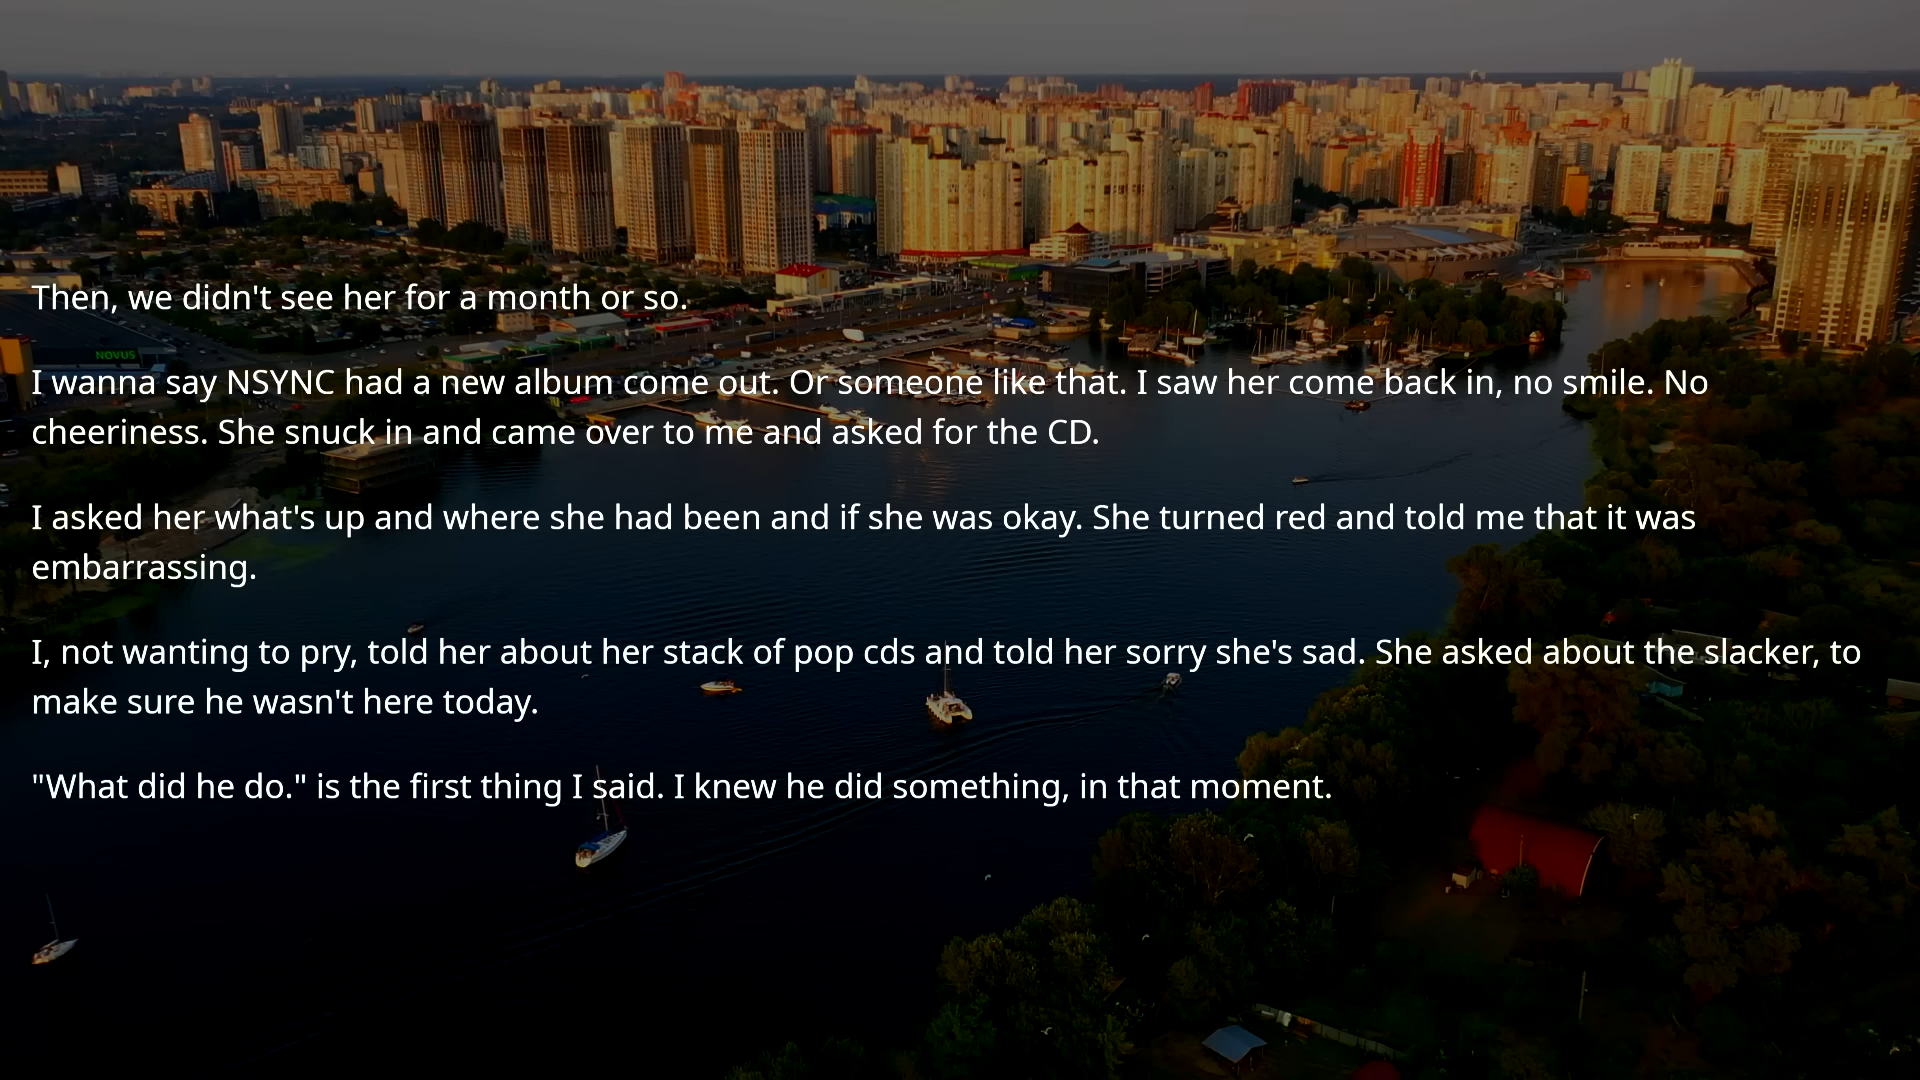 Then, we didn't see her for a month or so.
NOVUS
I wanna say NSYNC had a new album come out. Or someone like that. I saw her come back in, no smile. No
cheeriness. She snuck in and came over to me and asked for the CD.
I asked her what's up and where she had been and if she was okay. She turned red and told me that it was
embarrassing.
I, not wanting to pry, told her about her stack of pop cds and told her sorry she's sad. She asked about the slacker, to
make sure he wasn't here today.
"What did he do." is the first thing I said. I knew he did something, in that moment.